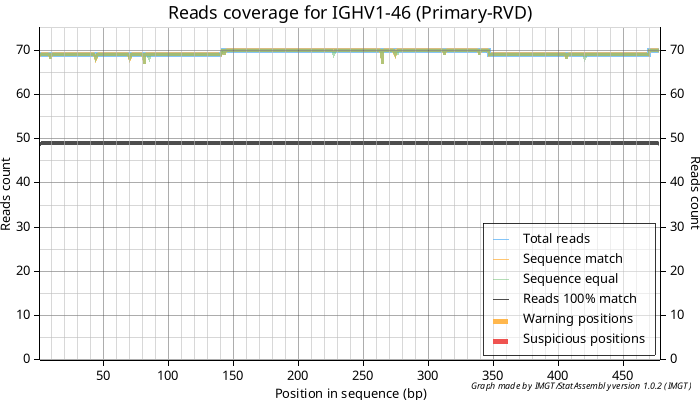 Reads coverage for IGHV1-46 (Primary-RVD)
70 70
60 60
50 50
40 40
30 30
20 20
10 10
0 0
Reads count
Reads count
Total reads
Sequence match
Sequence equal
Reads 100% match
Warning positions
Suspicious positions
50 100 150 200 250 300 350 400 450
Position in sequence (bp)
Graph made by IMGT/StatAssembly version 1.0.2 (IMGT)